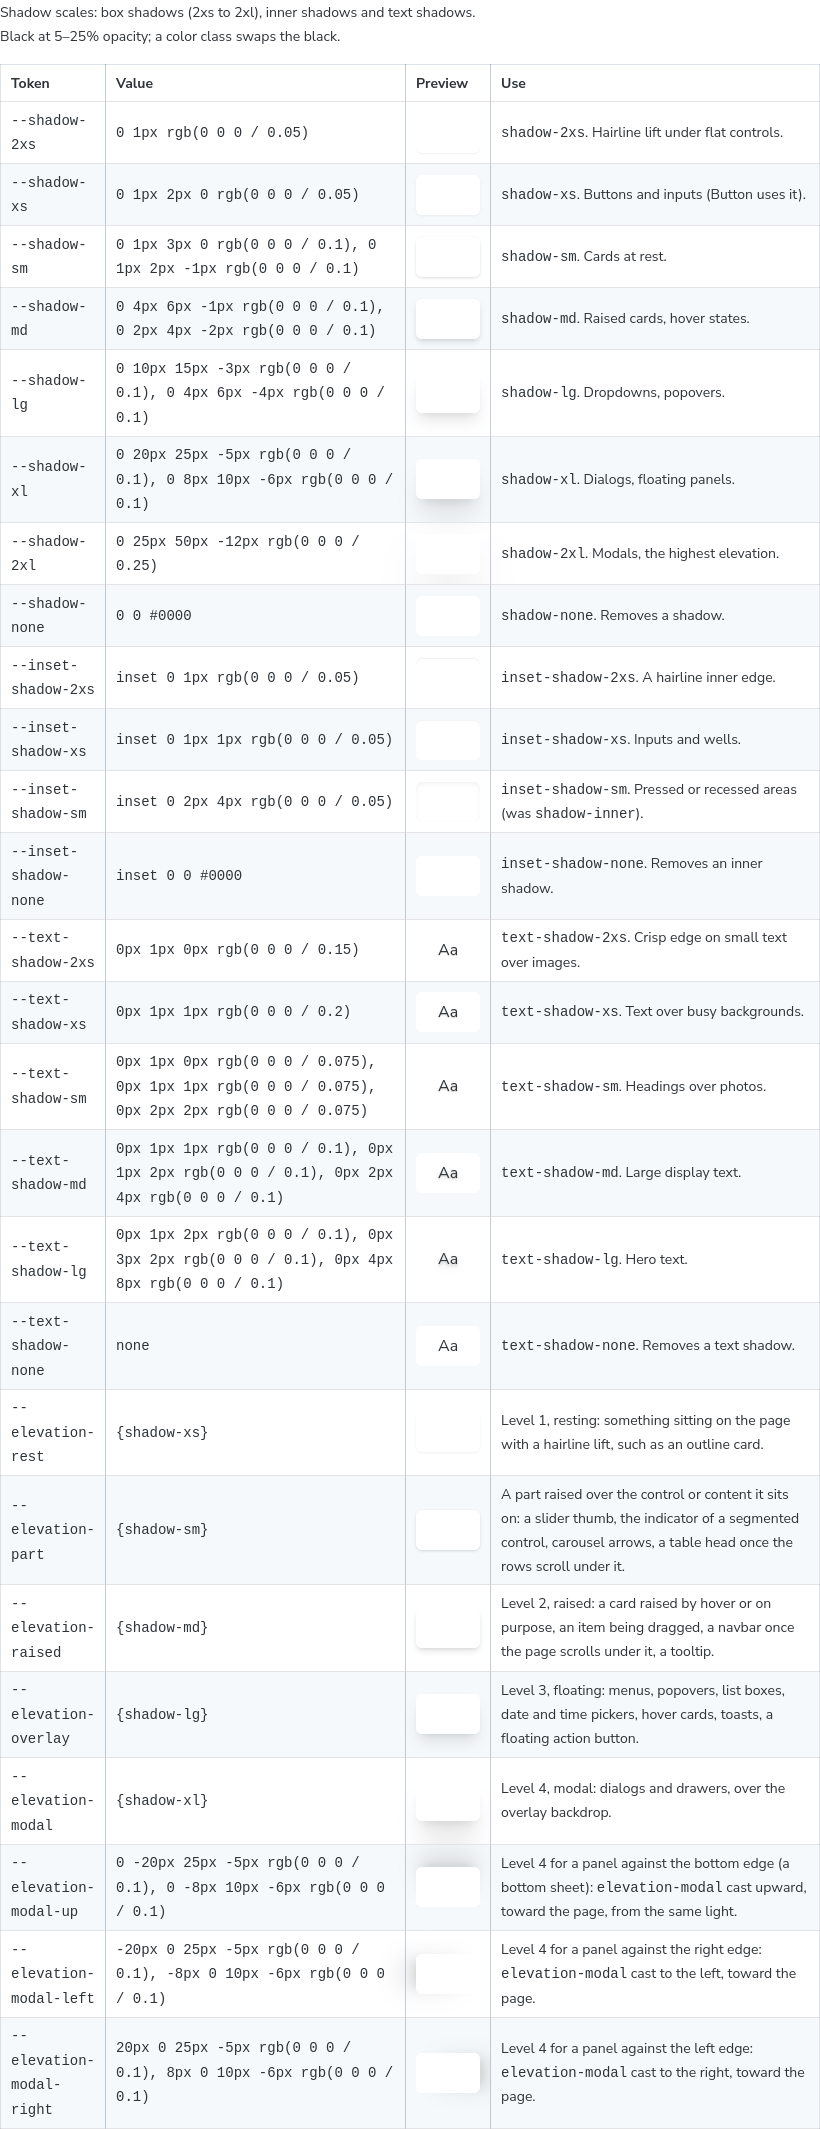 Shadow scales: box shadows (2xs to 2xl), inner shadows and text shadows.
Black at 5–25% opacity; a color class swaps the black.
Token Value Preview Use
--shadow-
2xs
0 1px rgb(0 0 0 / 0.05)
shadow-2xs. Hairline lift under flat controls.
--shadow-
xs
0 1px 2px 0 rgb(0 0 0 / 0.05)
shadow-xs. Buttons and inputs (Button uses it).
--shadow-
sm
0 1px 3px 0 rgb(0 0 0 / 0.1), 0
1px 2px -1px rgb(0 0 0 / 0.1)
shadow-sm. Cards at rest.
--shadow-
md
0 4px 6px -1px rgb(0 0 0 / 0.1),
0 2px 4px -2px rgb(0 0 0 / 0.1)
shadow-md. Raised cards, hover states.
--shadow-
lg
0 10px 15px -3px rgb(0 0 0 /
0.1), 0 4px 6px -4px rgb(0 0 0 /
0.1)
shadow-lg. Dropdowns, popovers.
--shadow-
xl
0 20px 25px -5px rgb(0 0 0 /
0.1), 0 8px 10px -6px rgb(0 0 0 /
0.1)
shadow-xl. Dialogs, floating panels.
--shadow-
2xl
0 25px 50px -12px rgb(0 0 0 /
0.25)
shadow-2xl. Modals, the highest elevation.
--shadow-
none
0 0 #0000
shadow-none. Removes a shadow.
--inset-
shadow-2xs
inset 0 1px rgb(0 0 0 / 0.05)
inset-shadow-2xs. A hairline inner edge.
--inset-
shadow-xs
inset 0 1px 1px rgb(0 0 0 / 0.05)
inset-shadow-xs. Inputs and wells.
--inset-
shadow-sm
inset 0 2px 4px rgb(0 0 0 / 0.05)
inset-shadow-sm. Pressed or recessed areas
(was shadow-inner).
--inset-
shadow-
none
inset 0 0 #0000
inset-shadow-none. Removes an inner
shadow.
--text-
shadow-2xs
0px 1px 0px rgb(0 0 0 / 0.15)
Aa
text-shadow-2xs. Crisp edge on small text
over images.
--text-
shadow-xs
0px 1px 1px rgb(0 0 0 / 0.2)
Aa
text-shadow-xs. Text over busy backgrounds.
--text-
shadow-sm
0px 1px 0px rgb(0 0 0 / 0.075),
0px 1px 1px rgb(0 0 0 / 0.075),
0px 2px 2px rgb(0 0 0 / 0.075)
Aa
text-shadow-sm. Headings over photos.
--text-
shadow-md
0px 1px 1px rgb(0 0 0 / 0.1), 0px
1px 2px rgb(0 0 0 / 0.1), 0px 2px
4px rgb(0 0 0 / 0.1)
Aa
text-shadow-md. Large display text.
--text-
shadow-lg
0px 1px 2px rgb(0 0 0 / 0.1), 0px
3px 2px rgb(0 0 0 / 0.1), 0px 4px
8px rgb(0 0 0 / 0.1)
Aa
text-shadow-lg. Hero text.
--text-
shadow-
none
none
Aa
text-shadow-none. Removes a text shadow.
--
elevation-
rest
{shadow-xs}
Level 1, resting: something sitting on the page
with a hairline lift, such as an outline card.
--
elevation-
part
{shadow-sm}
A part raised over the control or content it sits
on: a slider thumb, the indicator of a segmented
control, carousel arrows, a table head once the
rows scroll under it.
--
elevation-
raised
{shadow-md}
Level 2, raised: a card raised by hover or on
purpose, an item being dragged, a navbar once
the page scrolls under it, a tooltip.
--
elevation-
overlay
{shadow-lg}
Level 3, floating: menus, popovers, list boxes,
date and time pickers, hover cards, toasts, a
floating action button.
--
elevation-
modal
{shadow-xl}
Level 4, modal: dialogs and drawers, over the
overlay backdrop.
--
elevation-
modal-up
0 -20px 25px -5px rgb(0 0 0 /
0.1), 0 -8px 10px -6px rgb(0 0 0
/ 0.1)
Level 4 for a panel against the bottom edge (a
bottom sheet): elevation-modal cast upward,
toward the page, from the same light.
--
elevation-
modal-left
-20px 0 25px -5px rgb(0 0 0 /
0.1), -8px 0 10px -6px rgb(0 0 0
/ 0.1)
Level 4 for a panel against the right edge:
elevation-modal cast to the left, toward the
page.
--
elevation-
modal-
right
20px 0 25px -5px rgb(0 0 0 /
0.1), 8px 0 10px -6px rgb(0 0 0 /
0.1)
Level 4 for a panel against the left edge:
elevation-modal cast to the right, toward the
page.